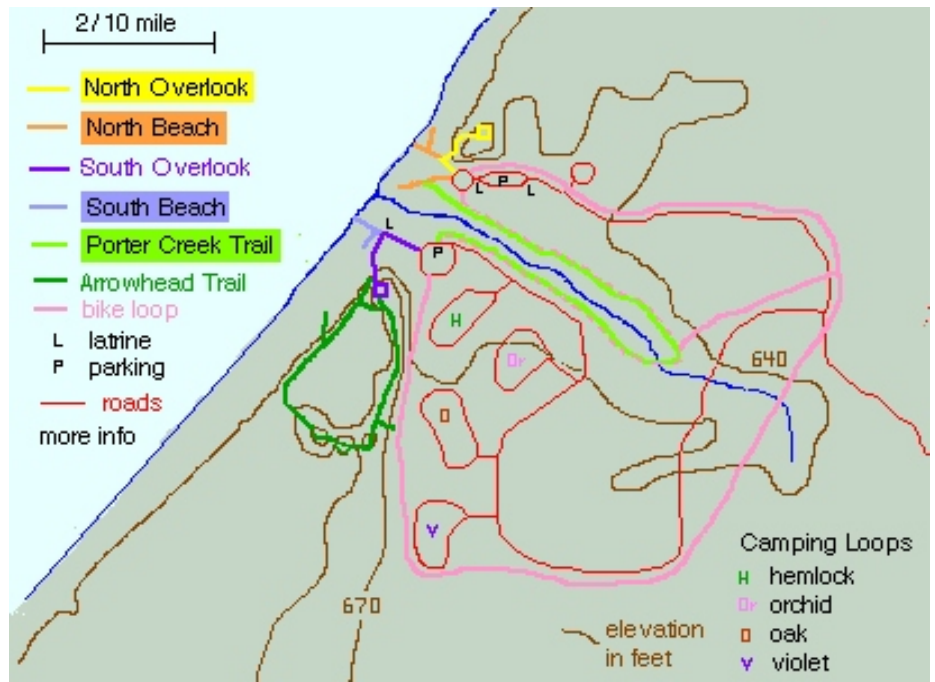 2/10 mile
North Overlook
North Beach
South Overlook
South Beach
Porter Creek Trail
Arrowhead Trail
bike loop
L latrine
P parking
roads
more info
L P L
L
P
H
Or
O
V
640
670
elevation
in feet
Camping Loops
H hemlock
Or orchid
O oak
V violet